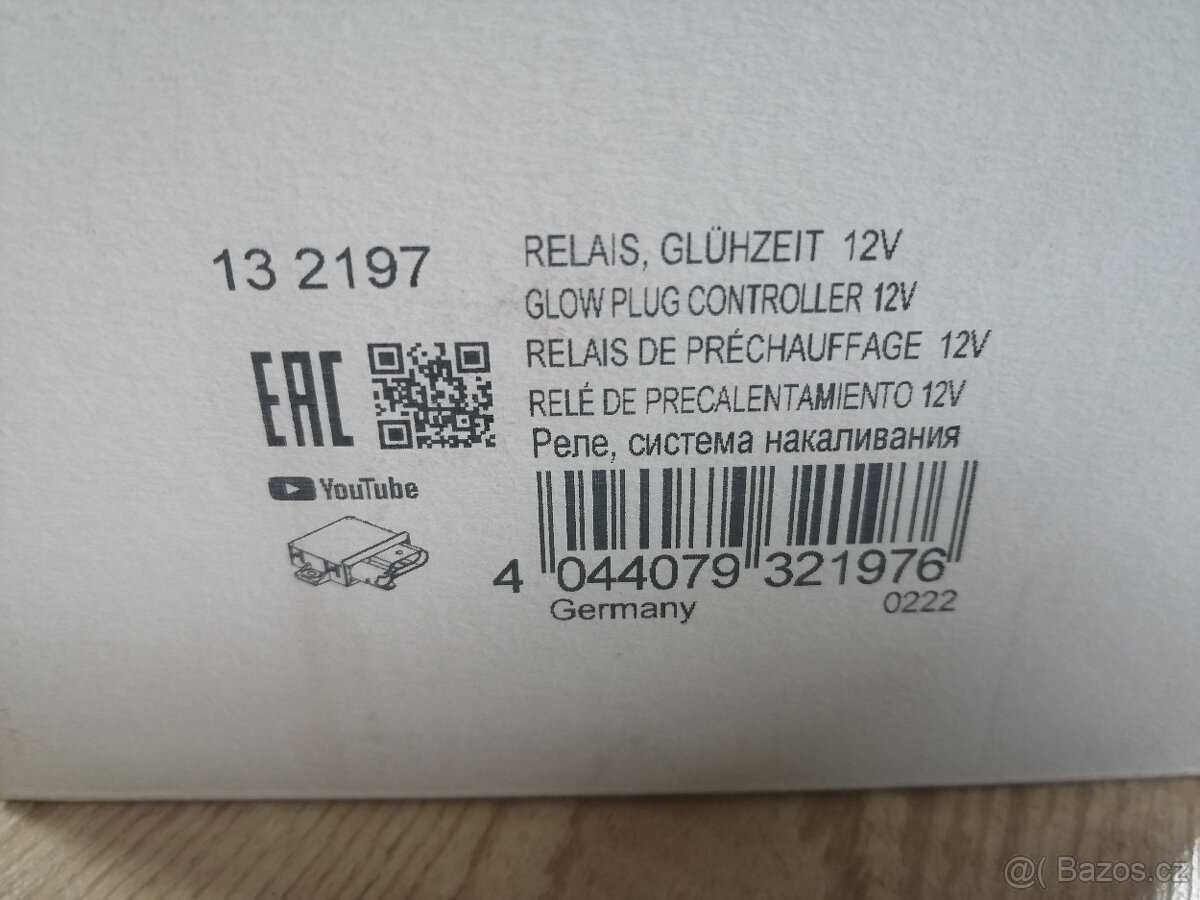 13 2197
RELAIS, GLÜHZEIT 12V
GLOW PLUG CONTROLLER 12V
RELAIS DE PRÉCHAUFFAGE 12V
RELÉ DE PRECALENTAMIENTO 12V
Реле, система накаливания
EAC
YouTube
4 044079 321976
Germany
0222
@( Bazos.cz